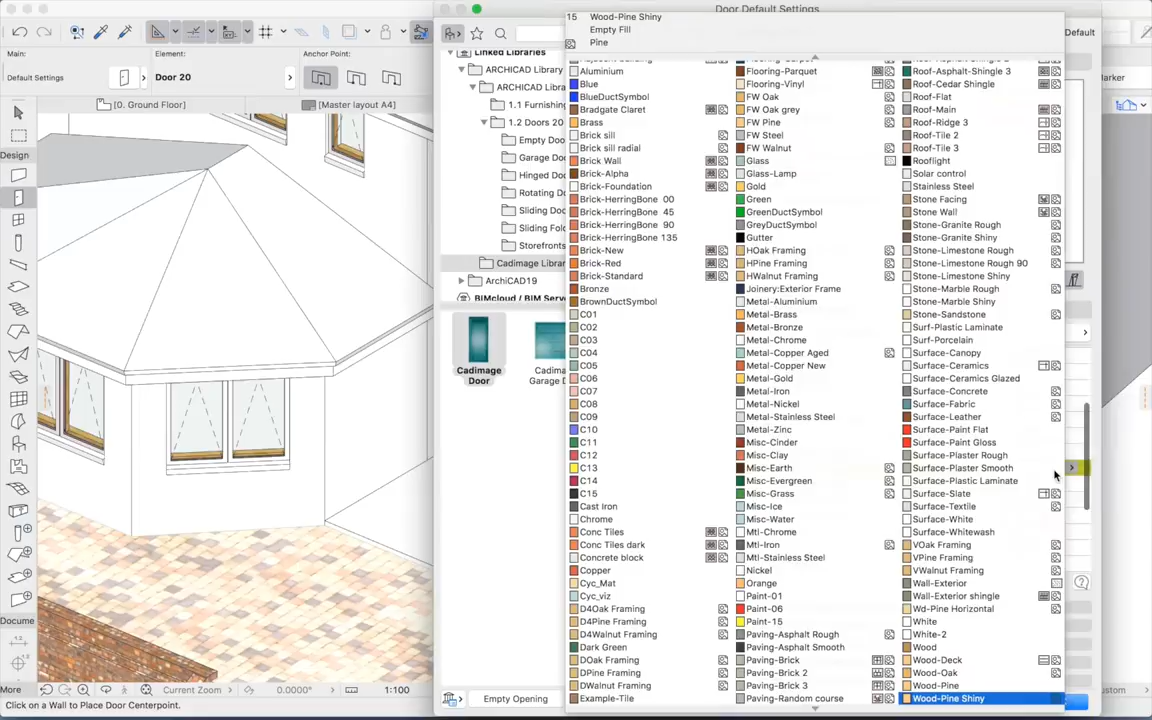 Door Default Settings
15 Wood-Pine Shiny
Empty Fill
Pine
Default
Main:
Element:
Anchor Point:
Default Settings
Door 20
Marker
[0. Ground Floor]
[Master layout A4]
Design
Docume
More
Linked Libraries
ARCHICAD Library
ARCHICAD Libra
1.1 Furnishing
1.2 Doors 20
Empty Doo
Garage Do
Hinged Doo
Rotating Do
Sliding Doo
Sliding Fol
Storefronts
Cadimage Librar
ArchiCAD19
BIMcloud / BIM Serve
Cadimage
Door
Cadima
Garage D
Empty Opening
Aluminium
Blue
BlueDuctSymbol
Bradgate Claret
Brass
Brick sill
Brick sill radial
Brick Wall
Brick-Alpha
Brick-Foundation
Brick-HerringBone 00
Brick-HerringBone 45
Brick-HerringBone 90
Brick-HerringBone 135
Brick-New
Brick-Red
Brick-Standard
Bronze
BrownDuctSymbol
C01
C02
C03
C04
C05
C06
C07
C08
C09
C10
C11
C12
C13
C14
C15
Cast Iron
Chrome
Conc Tiles
Conc Tiles dark
Concrete block
Copper
Cyc_Mat
Cyc_viz
D4Oak Framing
D4Pine Framing
D4Walnut Framing
Dark Green
DOak Framing
DPine Framing
DWalnut Framing
Example-Tile
Flooring-Parquet
Flooring-Vinyl
FW Oak
FW Oak grey
FW Pine
FW Steel
FW Walnut
Glass
Glass-Lamp
Gold
Green
GreenDuctSymbol
GreyDuctSymbol
Gutter
HOak Framing
HPine Framing
HWalnut Framing
Joinery:Exterior Frame
Metal-Aluminium
Metal-Brass
Metal-Bronze
Metal-Chrome
Metal-Copper Aged
Metal-Copper New
Metal-Gold
Metal-Iron
Metal-Nickel
Metal-Stainless Steel
Metal-Zinc
Misc-Cinder
Misc-Clay
Misc-Earth
Misc-Evergreen
Misc-Grass
Misc-Ice
Misc-Water
Mtl-Chrome
Mtl-Iron
Mtl-Stainless Steel
Nickel
Orange
Paint-01
Paint-06
Paint-15
Paving-Asphalt Rough
Paving-Asphalt Smooth
Paving-Brick
Paving-Brick 2
Paving-Brick 3
Paving-Random course
Roof-Asphalt-Shingle 3
Roof-Cedar Shingle
Roof-Flat
Roof-Main
Roof-Ridge 3
Roof-Tile 2
Roof-Tile 3
Rooflight
Solar control
Stainless Steel
Stone Facing
Stone Wall
Stone-Granite Rough
Stone-Granite Shiny
Stone-Limestone Rough
Stone-Limestone Rough 90
Stone-Limestone Shiny
Stone-Marble Rough
Stone-Marble Shiny
Stone-Sandstone
Surf-Plastic Laminate
Surf-Porcelain
Surface-Canopy
Surface-Ceramics
Surface-Ceramics Glazed
Surface-Concrete
Surface-Fabric
Surface-Leather
Surface-Paint Flat
Surface-Paint Gloss
Surface-Plaster Rough
Surface-Plaster Smooth
Surface-Plastic Laminate
Surface-Slate
Surface-Textile
Surface-White
Surface-Whitewash
VOak Framing
VPine Framing
VWalnut Framing
Wall-Exterior
Wall-Exterior shingle
Wd-Pine Horizontal
White
White-2
Wood
Wood-Deck
Wood-Oak
Wood-Pine
Wood-Pine Shiny
Current Zoom
0.0000°
1:100
Click on a Wall to Place Door Centerpoint.